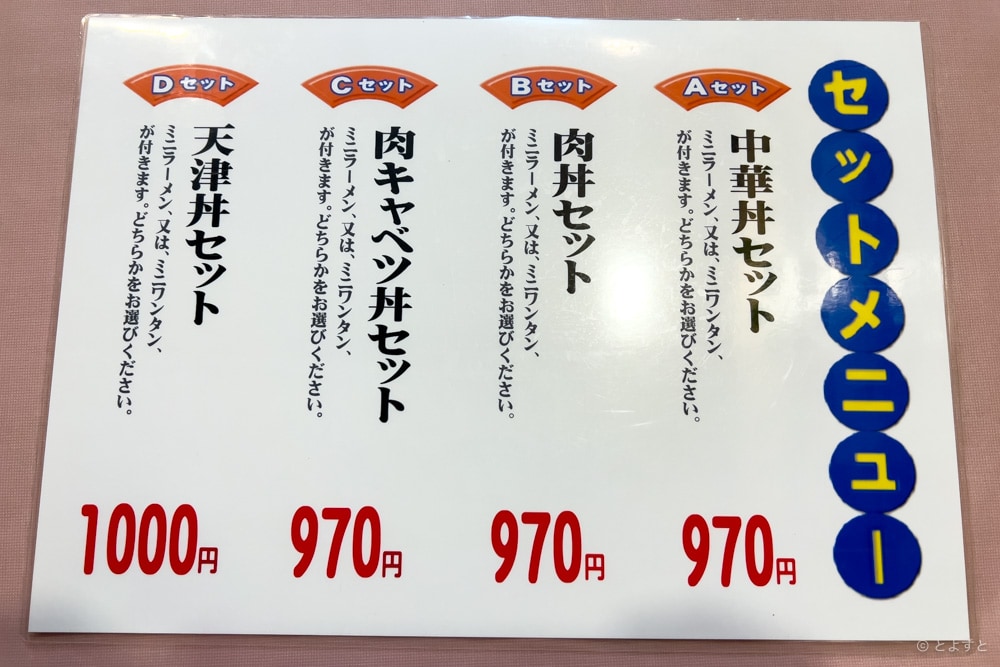 セットメニュー
Aセット
中華丼セット
ミニラーメン、又は、ミニワンタン、
が付きます。どちらかをお選びください。
970円
Bセット
肉丼セット
ミニラーメン、又は、ミニワンタン、
が付きます。どちらかをお選びください。
970円
Cセット
肉キャベツ丼セット
ミニラーメン、又は、ミニワンタン、
が付きます。どちらかをお選びください。
970円
Dセット
天津丼セット
ミニラーメン、又は、ミニワンタン、
が付きます。どちらかをお選びください。
1000円
© とよすと